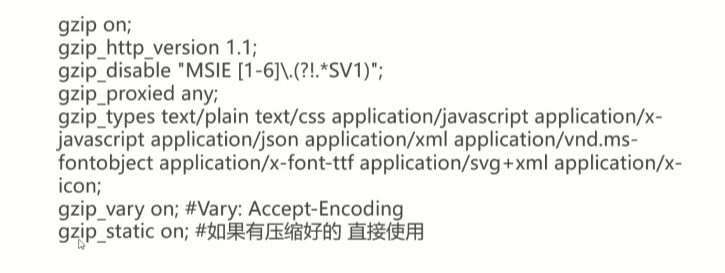 gzip on;
gzip_http_version 1.1;
gzip_disable "MSIE [1-6]\.(?!.*SV1)";
gzip_proxied any;
gzip_types text/plain text/css application/javascript application/x-
javascript application/json application/xml application/vnd.ms-
fontobject application/x-font-ttf application/svg+xml application/x-
icon;
gzip_vary on; #Vary: Accept-Encoding
gzip_static on; #如果有压缩好的 直接使用